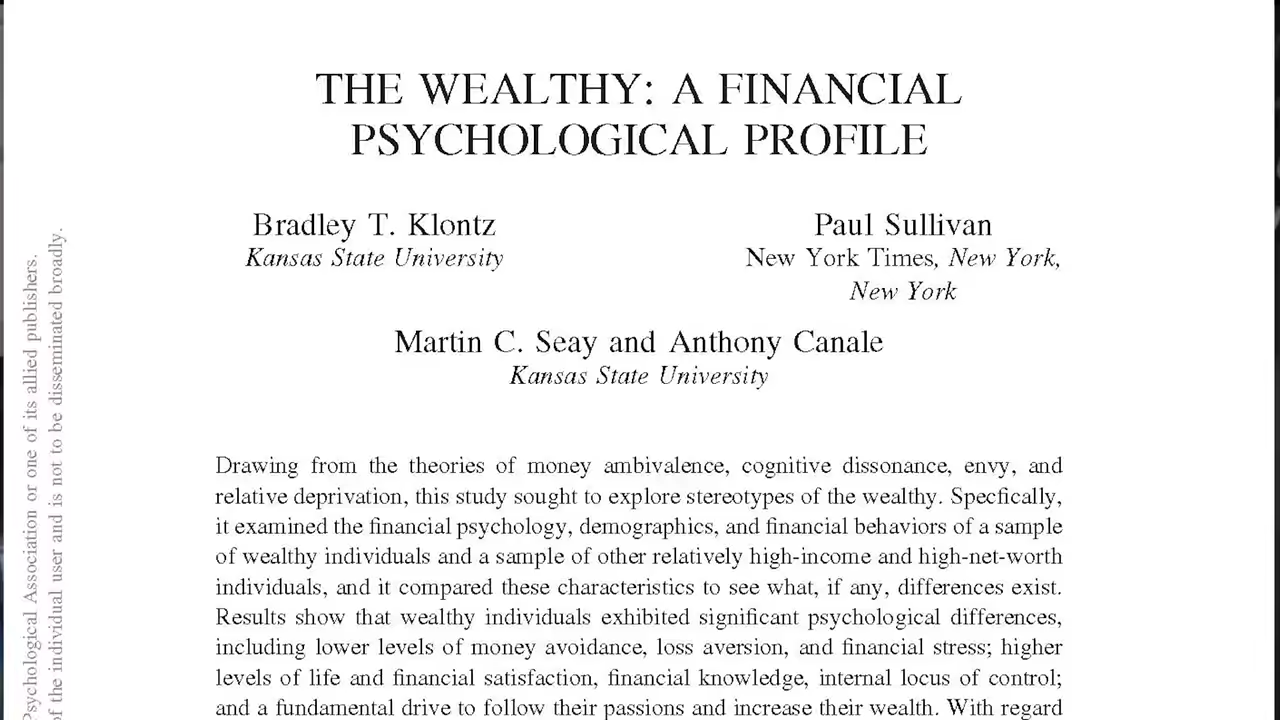 THE WEALTHY: A FINANCIAL
PSYCHOLOGICAL PROFILE
Bradley T. Klontz
Kansas State University
Paul Sullivan
New York Times, New York,
New York
Martin C. Seay and Anthony Canale
Kansas State University
Drawing from the theories of money ambivalence, cognitive dissonance, envy, and
relative deprivation, this study sought to explore stereotypes of the wealthy. Specfically,
it examined the financial psychology, demographics, and financial behaviors of a sample
of wealthy individuals and a sample of other relatively high-income and high-net-worth
individuals, and it compared these characteristics to see what, if any, differences exist.
Results show that wealthy individuals exhibited significant psychological differences,
including lower levels of money avoidance, loss aversion, and financial stress; higher
levels of life and financial satisfaction, financial knowledge, internal locus of control;
and a fundamental drive to follow their passions and increase their wealth. With regard
Psychological Association or one of its allied publishers.
of the individual user and is not to be disseminated broadly.